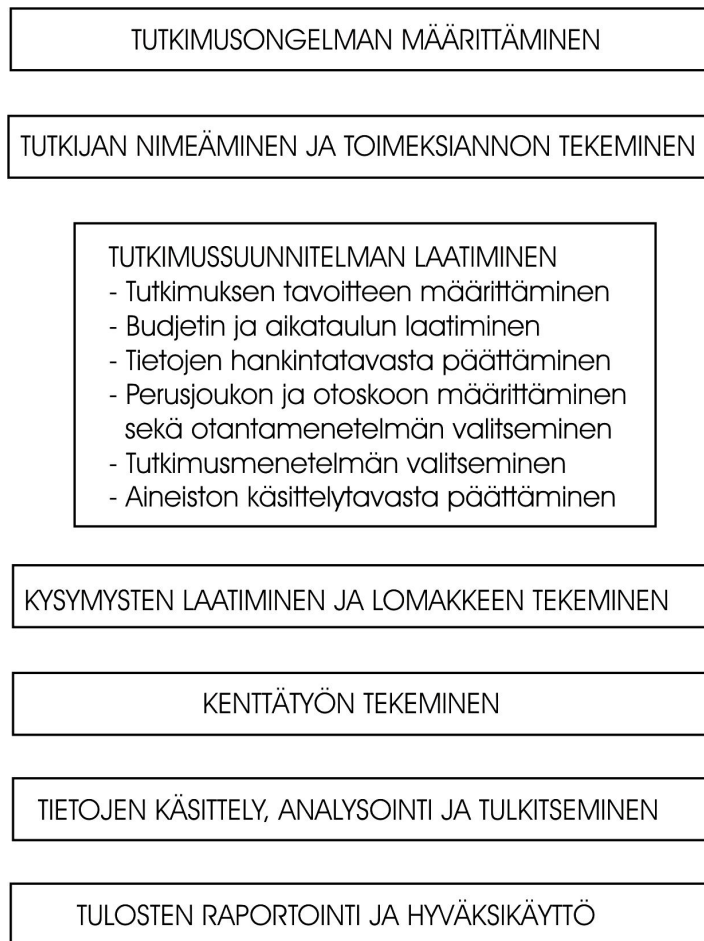 TUTKIMUSONGELMAN MÄÄRITTÄMINEN
TUTKIJAN NIMEÄMINEN JA TOIMEKSIANNON TEKEMINEN
TUTKIMUSSUUNNITELMAN LAATIMINEN
- Tutkimuksen tavoitteen määrittäminen
- Budjetin ja aikataulun laatiminen
- Tietojen hankintatavasta päättäminen
- Perusjoukon ja otoskoon määrittäminen
sekä otantamenetelmän valitseminen
- Tutkimusmenetelmän valitseminen
- Aineiston käsittelytavasta päättäminen
KYSYMYSTEN LAATIMINEN JA LOMAKKEEN TEKEMINEN
KENTTÄTYÖN TEKEMINEN
TIETOJEN KÄSITTELY, ANALYSOINTI JA TULKITSEMINEN
TULOSTEN RAPORTOINTI JA HYVÄKSIKÄYTTÖ